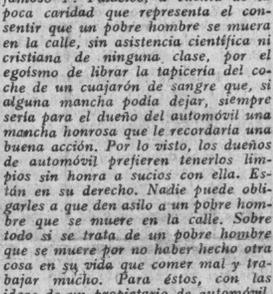 poca caridad que representa el con-
sentir que un pobre hombre se muera
en la calle, sin asistencia científica ni
cristiana de ninguna clase, por el
egoísmo de librar la tapicería del co-
che de un cuajarón de sangre que, si
alguna mancha podía dejar, siempre
sería para el dueño del automóvil una
mancha honrosa que le recordaría una
buena acción. Por lo visto, los dueños
de automóvil prefieren tenerlos lim-
pios sin honra a sucios con ella. Es-
tán en su derecho. Nadie puede obli-
garles a que den asilo a un pobre hom-
bre que se muere en la calle. Sobre
todo si se trata de un pobre hombre
que se muere por no haber hecho otra
cosa en su vida que comer mal y tra-
bajar mucho. Para éstos, con las